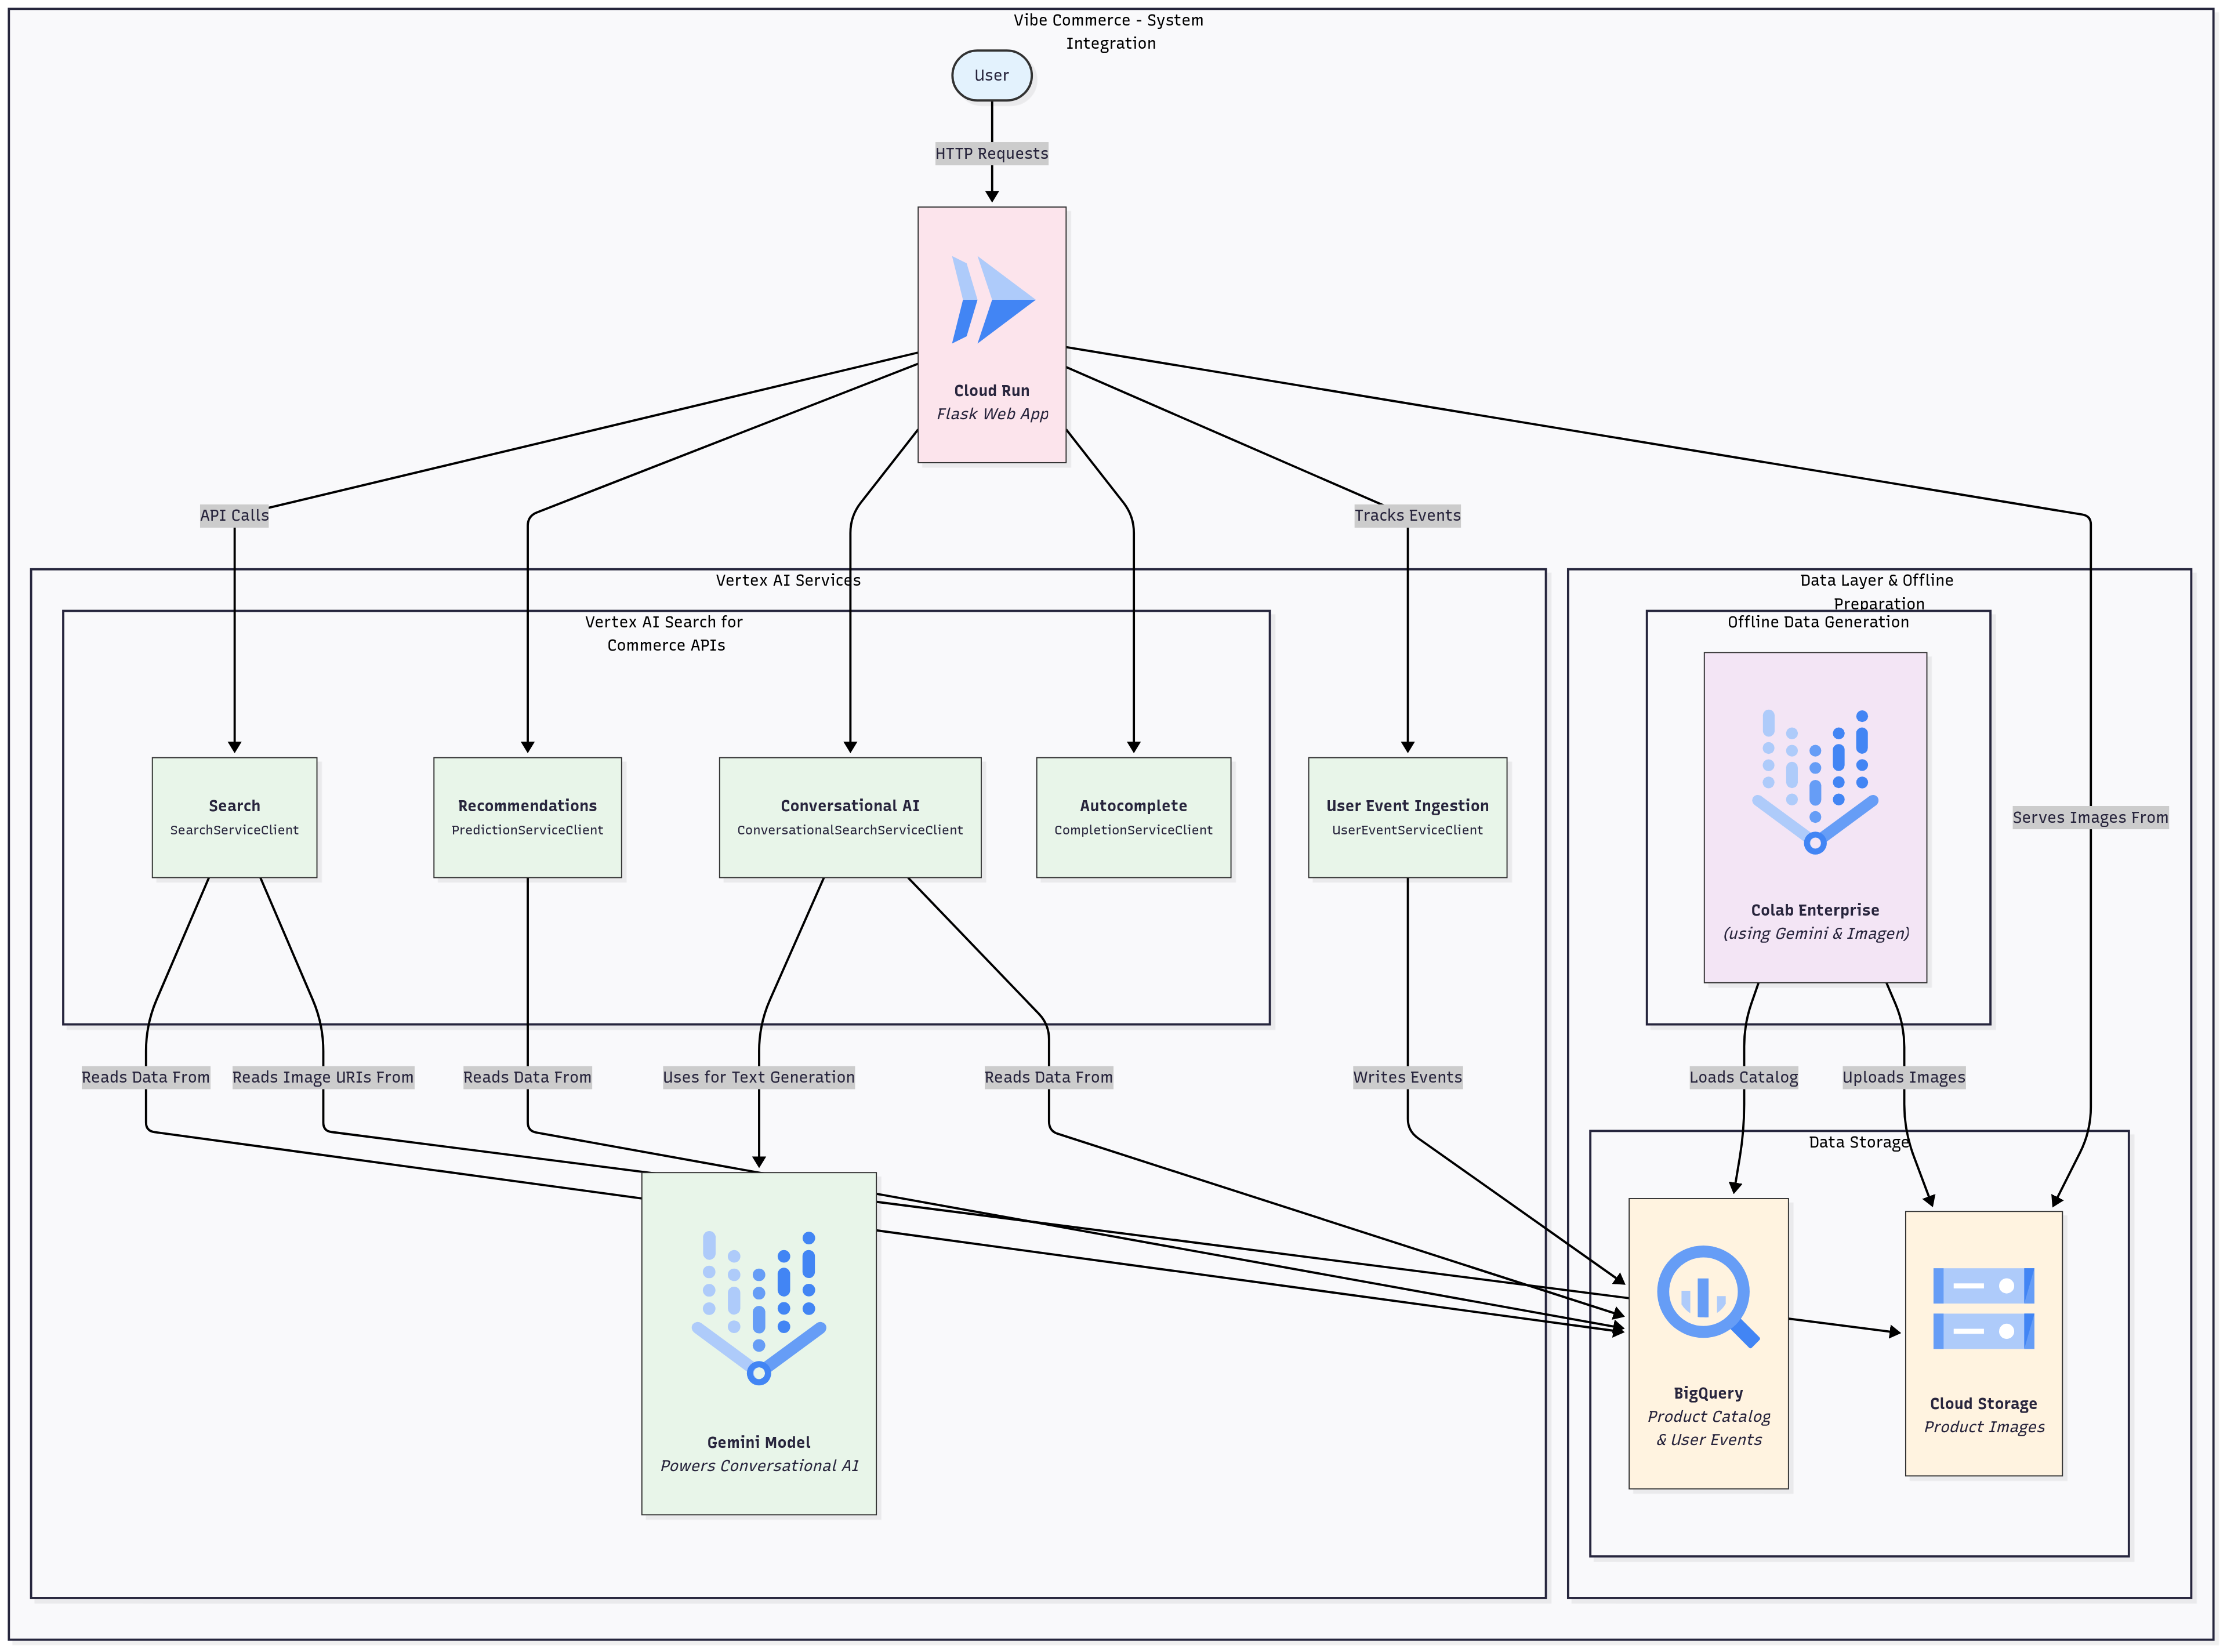 Vibe Commerce - System
Integration
User
HTTP Requests
Cloud Run
Flask Web App
API Calls
Tracks Events
Vertex AI Services
Vertex AI Search for
Commerce APIs
Data Layer & Offline
Preparation
Offline Data Generation
Search
SearchServiceClient
Recommendations
PredictionServiceClient
Conversational AI
ConversationalSearchServiceClient
Autocomplete
CompletionServiceClient
User Event Ingestion
UserEventServiceClient
Serves Images From
Colab Enterprise
(using Gemini & Imagen)
Reads Data From
Reads Image URIs From
Reads Data From
Uses for Text Generation
Reads Data From
Writes Events
Loads Catalog
Uploads Images
Data Storage
Gemini Model
Powers Conversational AI
BigQuery
Product Catalog
& User Events
Cloud Storage
Product Images